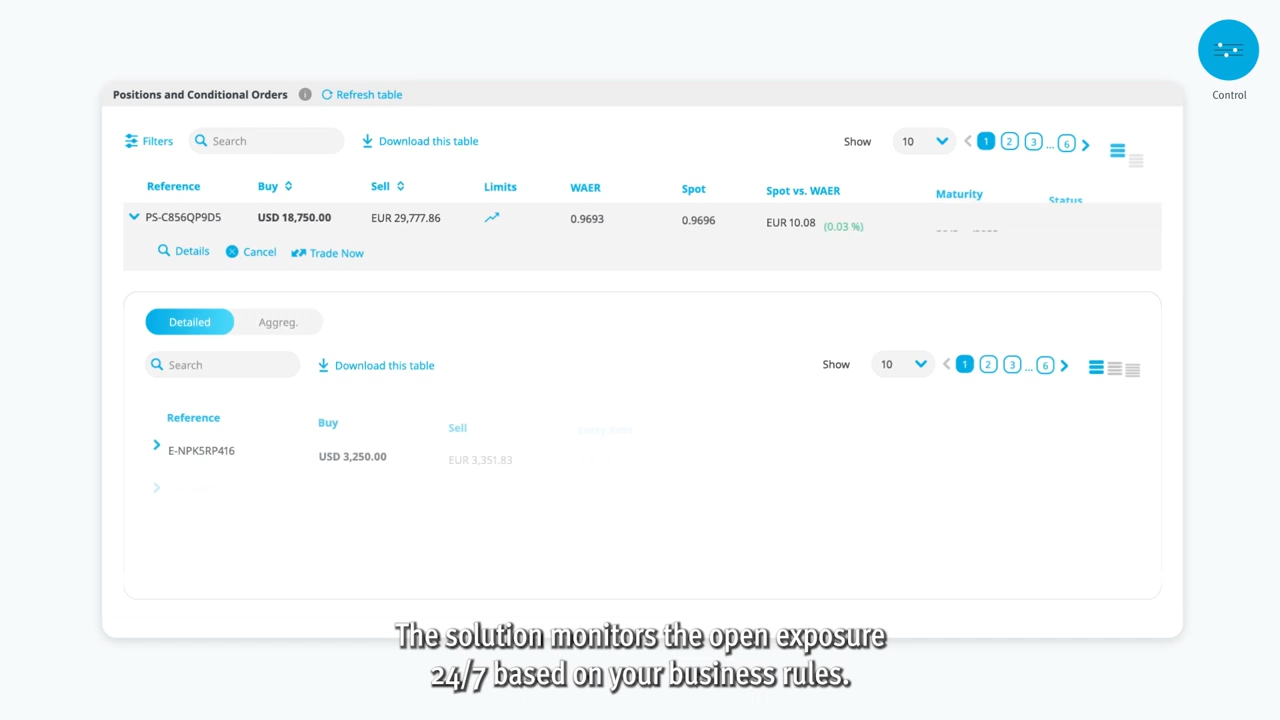 Control
Positions and Conditional Orders i Refresh table
Filters Search Download this table Show 10 1 2 3 ... 6
Reference Buy Sell Limits WAER Spot Spot vs. WAER Maturity Status
PS-C856QP9D5 USD 18,750.00 EUR 29,777.86 0.9693 0.9696 EUR 10.08 (0.03 %)
Details Cancel Trade Now
Detailed Aggreg.
Search Download this table Show 10 1 2 3 ... 6
Reference Buy Sell
E-NPK5RP416 USD 3,250.00 EUR 3,351.83
The solution monitors the open exposure
24/7 based on your business rules.